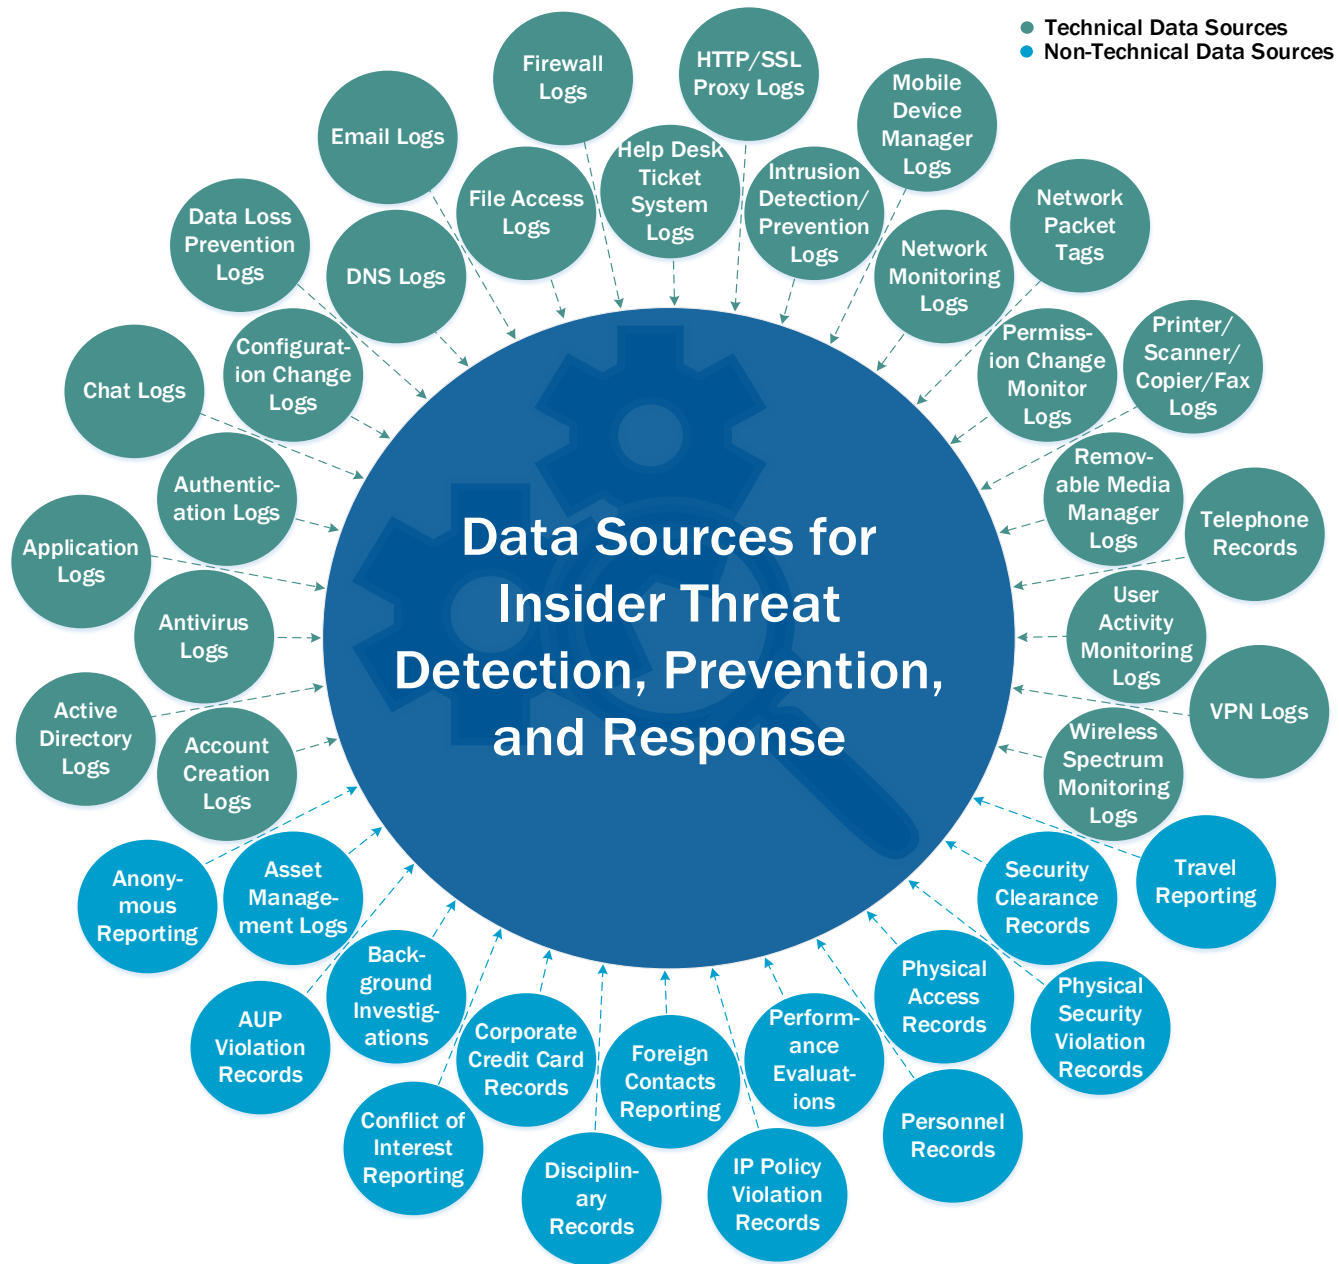 Technical Data Sources
Non-Technical Data Sources
Firewall
Logs
HTTP/SSL
Proxy Logs
Mobile
Device
Manager
Logs
Email Logs
File Access
Logs
Help Desk
Ticket
System
Logs
Intrusion
Detection/
Prevention
Logs
Network
Packet
Tags
Data Loss
Prevention
Logs
DNS Logs
Network
Monitoring
Logs
Configurat-
ion Change
Logs
Permiss-
ion Change
Monitor
Logs
Printer/
Scanner/
Copier/Fax
Logs
Chat Logs
Authentic-
ation Logs
Remov-
able Media
Manager
Logs
Telephone
Records
Application
Logs
Antivirus
Logs
User
Activity
Monitoring
Logs
Data Sources for
Insider Threat
Detection, Prevention,
and Response
Active
Directory
Logs
Account
Creation
Logs
Wireless
Spectrum
Monitoring
Logs
VPN Logs
Anony-
mous
Reporting
Asset
Manage-
ment Logs
Security
Clearance
Records
Travel
Reporting
AUP
Violation
Records
Back-
ground
Investig-
ations
Physical
Access
Records
Physical
Security
Violation
Records
Conflict of
Interest
Reporting
Corporate
Credit Card
Records
Foreign
Contacts
Reporting
Perform-
ance
Evaluat-
ions
Personnel
Records
Disciplin-
ary
Records
IP Policy
Violation
Records